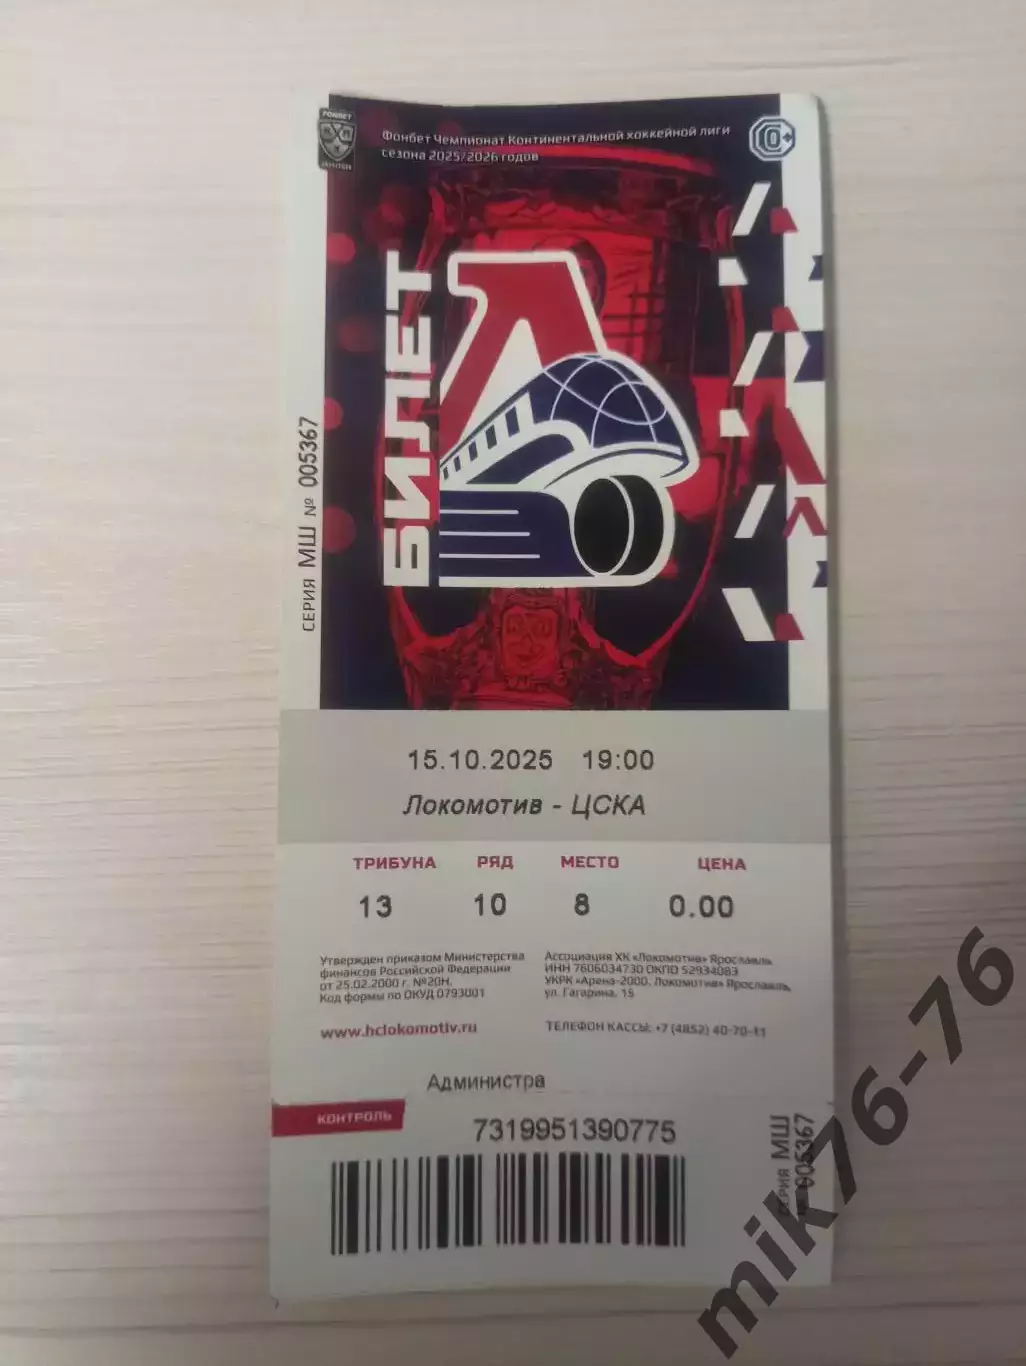 ФОНБЕТ
КХЛ
Фонбет Чемпионат Континентальной хоккейной лиги
сезона 2025/2026 годов
0+
БИЛЕТ
СЕРИЯ МШ № 005367
15.10.2025 19:00
Локомотив - ЦСКА
ТРИБУНА РЯД МЕСТО ЦЕНА
13 10 8 0.00
Утвержден приказом Министерства
финансов Российской Федерации
от 25.02.2000 г. №20Н.
Код формы по ОКУД 0793001
www.hclokomotiv.ru
Ассоциация ХК «Локомотив» Ярославль
ИНН 7606034730 ОКПО 52934083
УКРК «Арена-2000. Локомотив» Ярославль,
ул. Гагарина, 15
ТЕЛЕФОН КАССЫ: +7 (4852) 40-70-11
Администра
КОНТРОЛЬ
7319951390775
СЕРИЯ МШ
№ 005367
mik76-76